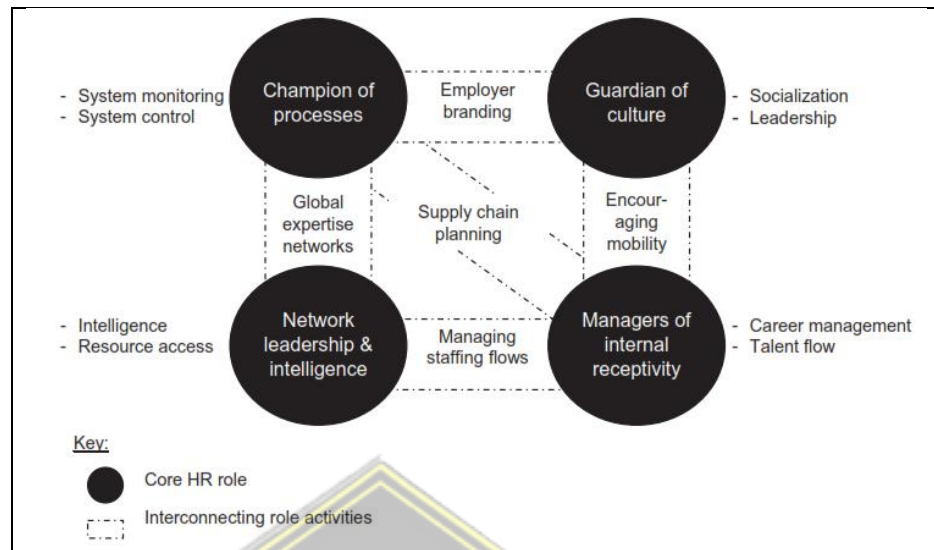 Champion of
processes
Employer
branding
Guardian of
culture
- System monitoring
- System control
- Socialization
- Leadership
Global
expertise
networks
Supply chain
planning
Encour-
aging
mobility
- Intelligence
- Resource access
Network
leadership &
intelligence
Managing
staffing flows
Managers of
internal
receptivity
- Career management
- Talent flow
Key:
Core HR role
Interconnecting role activities